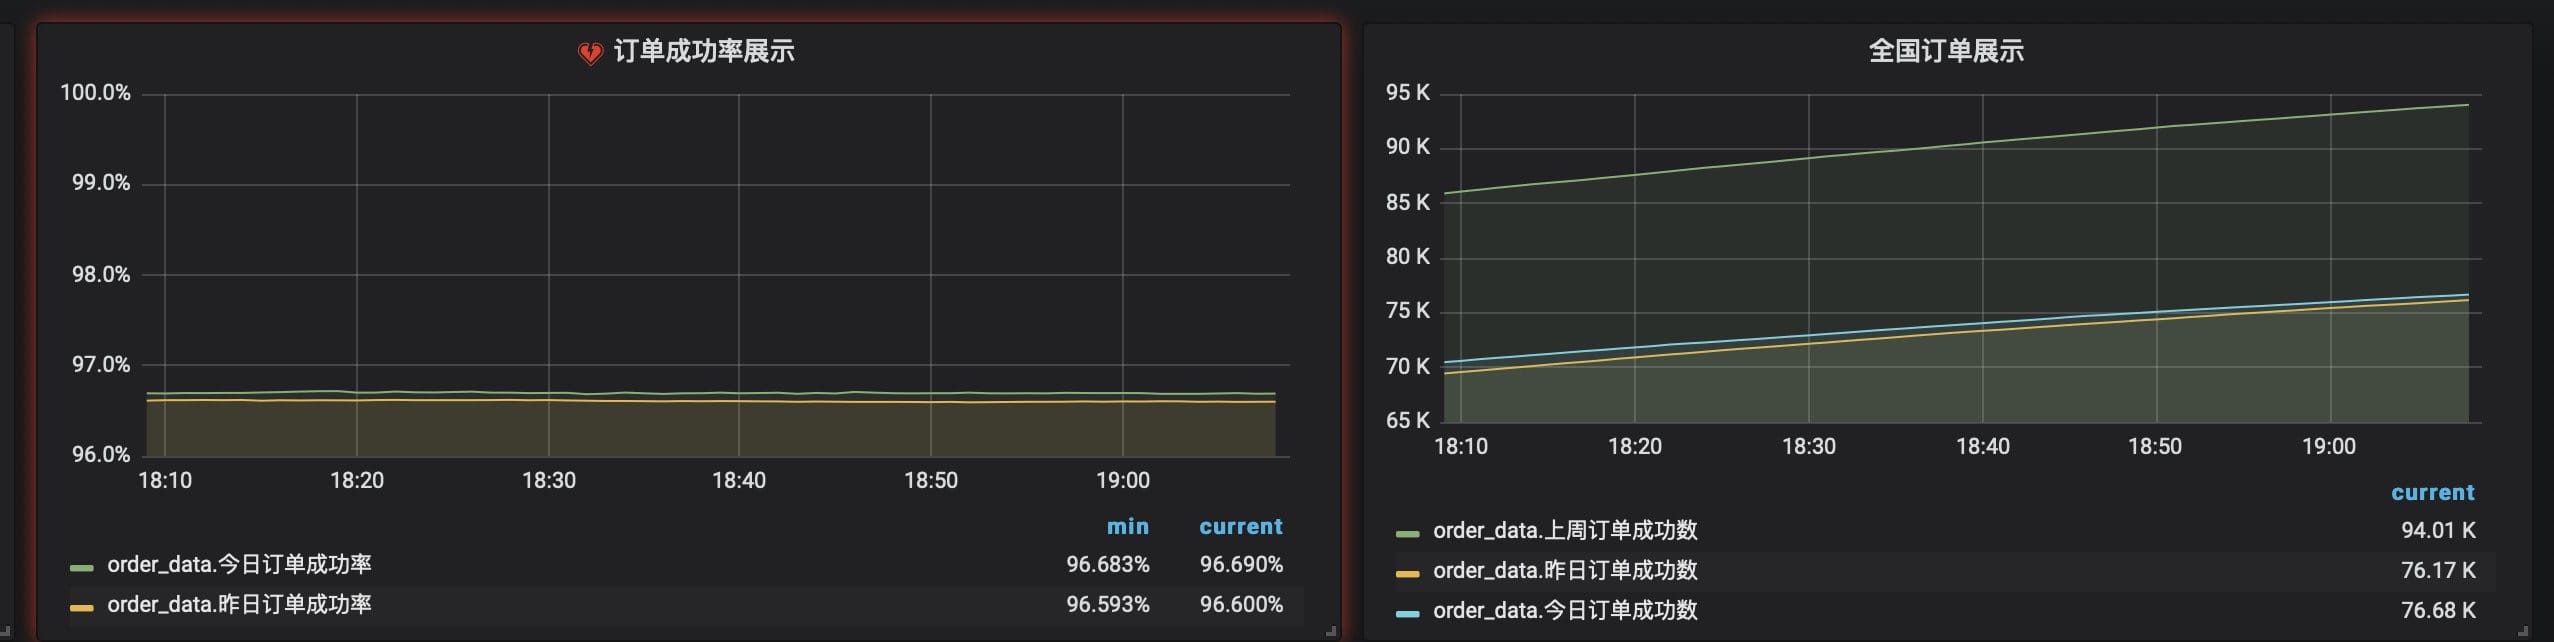 订单成功率展示
100.0%
99.0%
98.0%
97.0%
96.0%
18:10 18:20 18:30 18:40 18:50 19:00
min current
order_data.今日订单成功率 96.683% 96.690%
order_data.昨日订单成功率 96.593% 96.600%
全国订单展示
95 K
90 K
85 K
80 K
75 K
70 K
65 K
18:10 18:20 18:30 18:40 18:50 19:00
current
order_data.上周订单成功数 94.01 K
order_data.昨日订单成功数 76.17 K
order_data.今日订单成功数 76.68 K